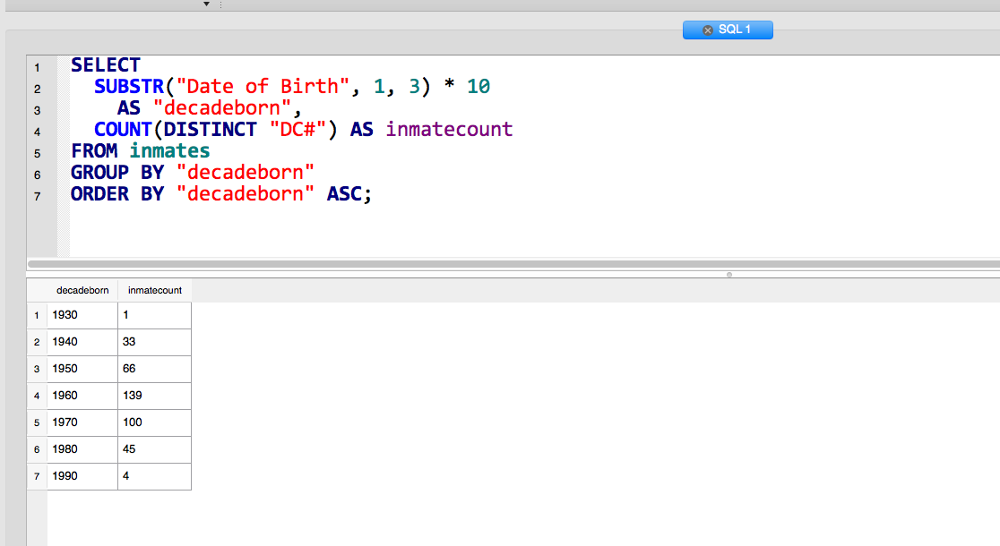 SQL 1
1 SELECT
2 SUBSTR("Date of Birth", 1, 3) * 10
3 AS "decadeborn",
4 COUNT(DISTINCT "DC#") AS inmatecount
5 FROM inmates
6 GROUP BY "decadeborn"
7 ORDER BY "decadeborn" ASC;
decadeborn inmatecount
1 1930 1
2 1940 33
3 1950 66
4 1960 139
5 1970 100
6 1980 45
7 1990 4